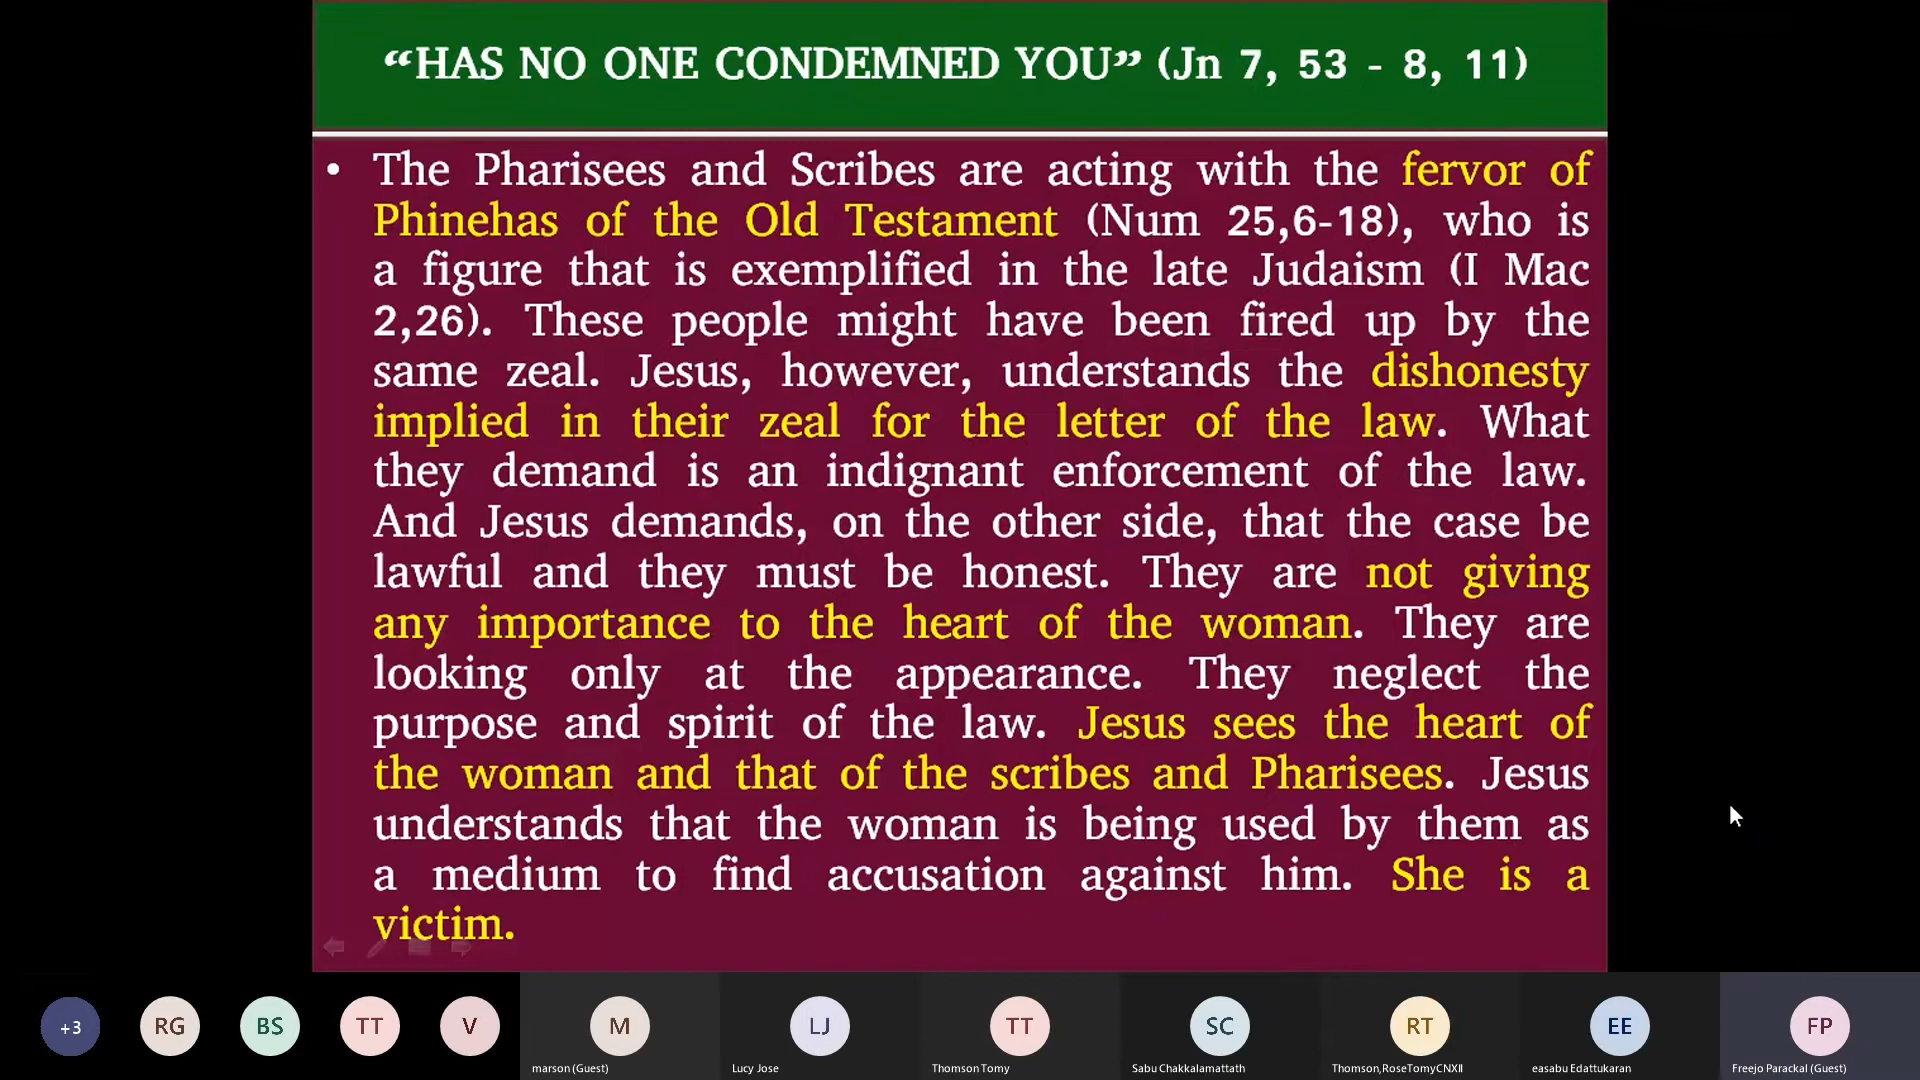 “HAS NO ONE CONDEMNED YOU” (Jn 7, 53 - 8, 11)
• The Pharisees and Scribes are acting with the fervor of
Phinehas of the Old Testament (Num 25,6-18), who is
a figure that is exemplified in the late Judaism (I Mac
2,26). These people might have been fired up by the
same zeal. Jesus, however, understands the dishonesty
implied in their zeal for the letter of the law. What
they demand is an indignant enforcement of the law.
And Jesus demands, on the other side, that the case be
lawful and they must be honest. They are not giving
any importance to the heart of the woman. They are
looking only at the appearance. They neglect the
purpose and spirit of the law. Jesus sees the heart of
the woman and that of the scribes and Pharisees. Jesus
understands that the woman is being used by them as
a medium to find accusation against him. She is a
victim.
+3 RG BS TT V M LJ TT SC RT EE FP
marson (Guest) Lucy Jose Thomson Tomy Sabu Chakkalamattath Thomson,RoseTomyCNXII easabu Edattukaran Freejo Parackal (Guest)